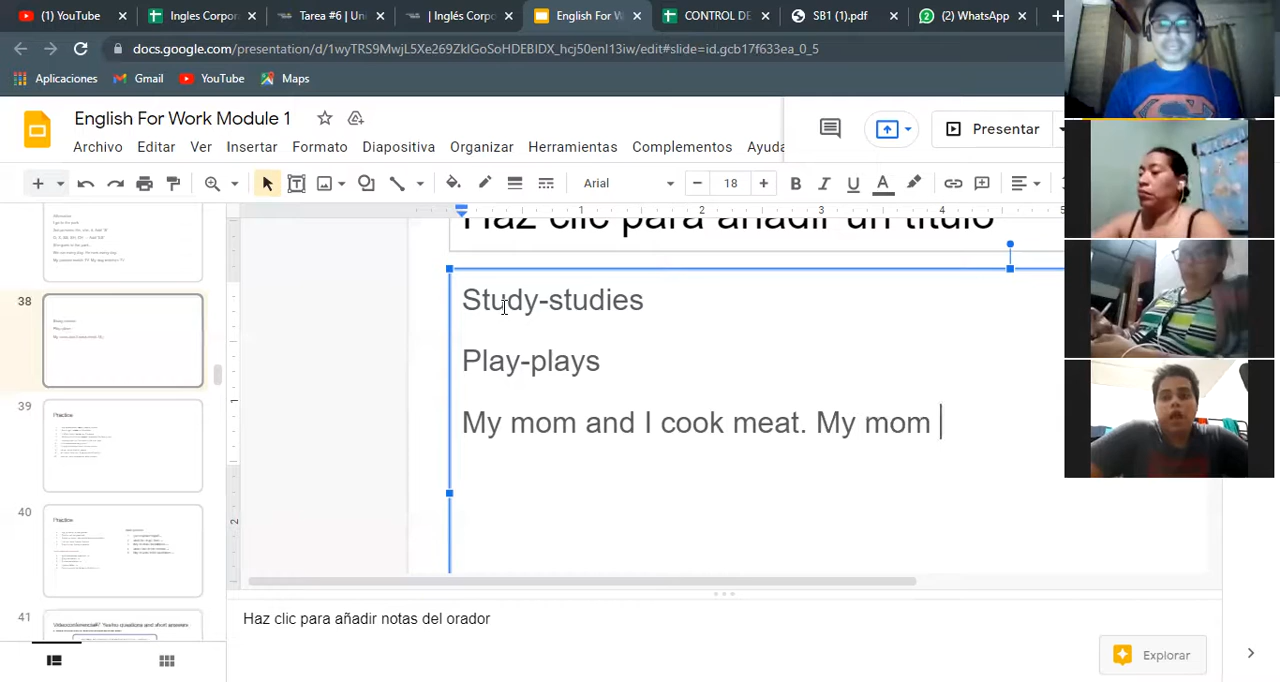 (1) YouTube
Ingles Corpor
Tarea #6 | Uni
| Inglés Corpo
English For W
CONTROL DE
SB1 (1).pdf
(2) WhatsApp
docs.google.com/presentation/d/1wyTRS9MwjL5Xe269ZklGoSoHDEBIDX_hcj50enl13iw/edit#slide=id.gcb17f633ea_0_5
Aplicaciones
Gmail
YouTube
Maps
English For Work Module 1
Presentar
Archivo
Editar
Ver
Insertar
Formato
Diapositiva
Organizar
Herramientas
Complementos
Ayuda
Arial
18
Haz clic para añadir un título
Study-studies
Play-plays
My mom and I cook meat. My mom
38
39
Practice
40
Practice
41
Haz clic para añadir notas del orador
Explorar